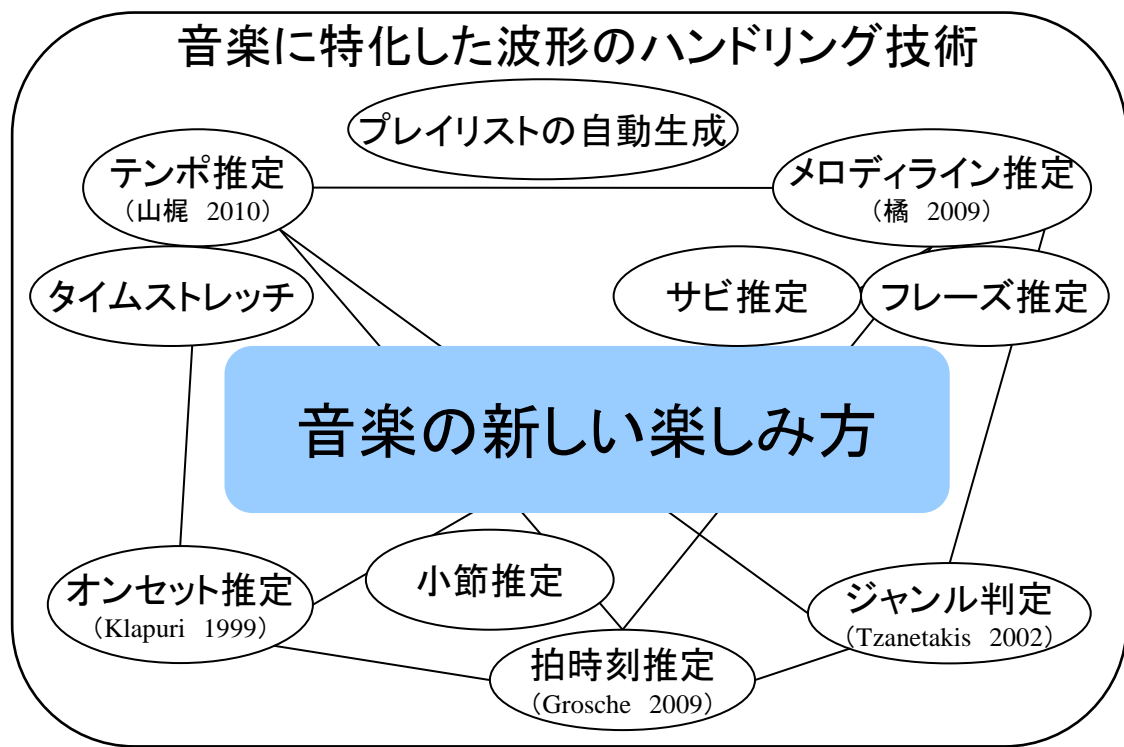 音楽に特化した波形のハンドリング技術
プレイリストの自動生成
テンポ推定
（山梶 2010）
メロディライン推定
（橘 2009）
タイムストレッチ
サビ推定
フレーズ推定
音楽の新しい楽しみ方
オンセット推定
（Klapuri 1999）
小節推定
ジャンル判定
（Tzanetakis 2002）
拍時刻推定
（Grosche 2009）